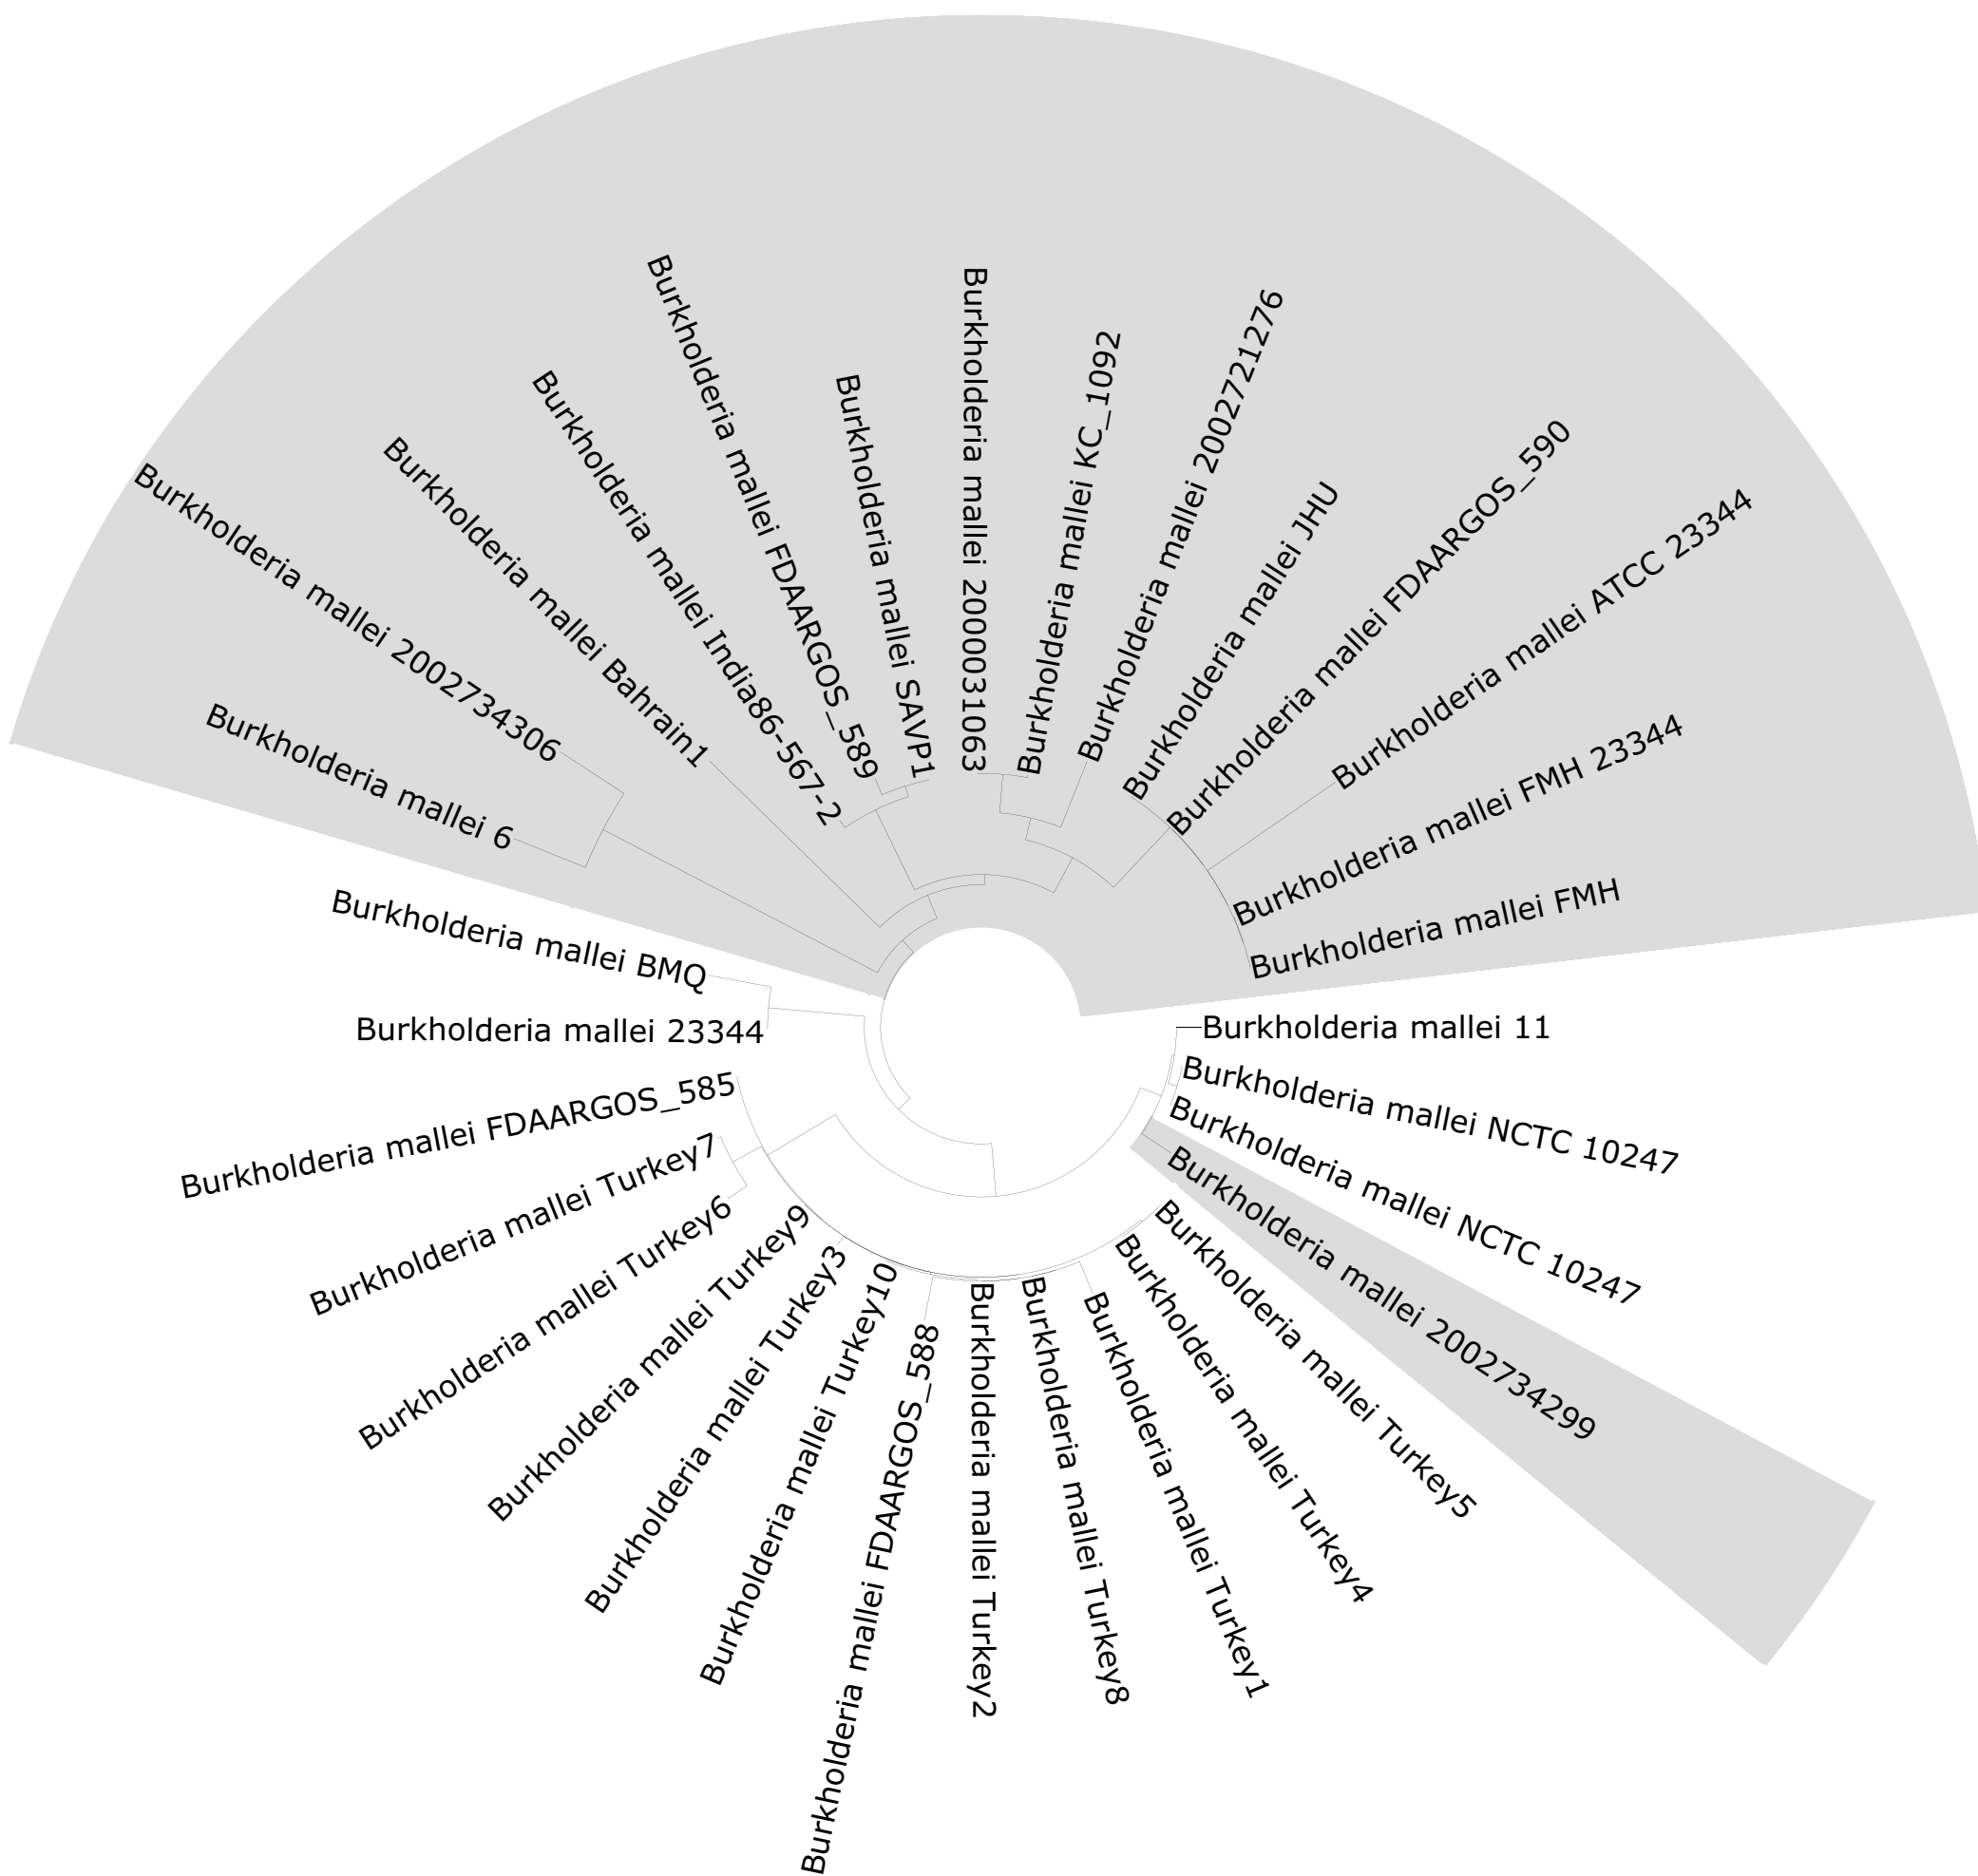 Burkholderia mallei 6
Burkholderia mallei 2002734306
Burkholderia mallei Bahrain1
Burkholderia mallei India86-567-2
Burkholderia mallei FDAARGOS_589
Burkholderia mallei SAVP1
Burkholderia mallei 2000031063
Burkholderia mallei KC_1092
Burkholderia mallei 2002721276
Burkholderia mallei JHU
Burkholderia mallei FDAARGOS_590
Burkholderia mallei ATCC 23344
Burkholderia mallei FMH 23344
Burkholderia mallei FMH
Burkholderia mallei 11
Burkholderia mallei NCTC 10247
Burkholderia mallei NCTC 10247
Burkholderia mallei 2002734299
Burkholderia mallei Turkey5
Burkholderia mallei Turkey4
Burkholderia mallei Turkey1
Burkholderia mallei Turkey8
Burkholderia mallei Turkey2
Burkholderia mallei FDAARGOS_588
Burkholderia mallei Turkey10
Burkholderia mallei Turkey3
Burkholderia mallei Turkey9
Burkholderia mallei Turkey6
Burkholderia mallei Turkey7
Burkholderia mallei FDAARGOS_585
Burkholderia mallei 23344
Burkholderia mallei BMQ